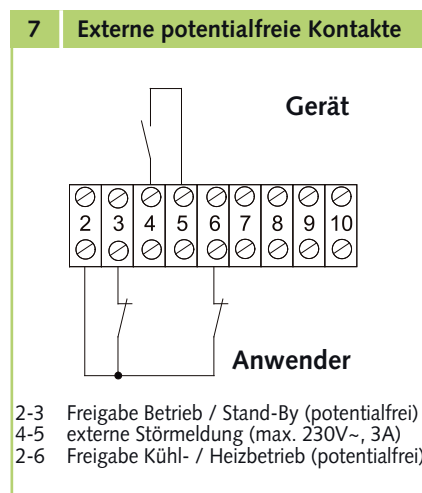 7 Externe potentialfreie Kontakte
Gerät
2 3 4 5 6 7 8 9 10
Anwender
2-3 Freigabe Betrieb / Stand-By (potentialfrei)
4-5 externe Störmeldung (max. 230V~, 3A)
2-6 Freigabe Kühl- / Heizbetrieb (potentialfrei)